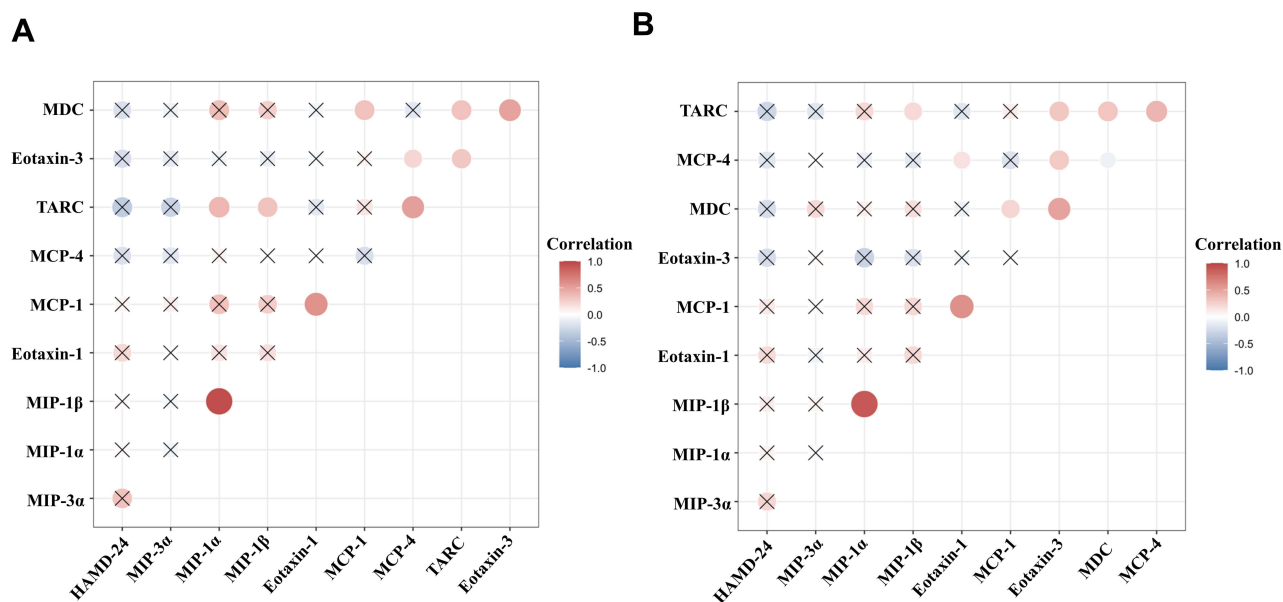 A
MDC
Eotaxin-3
TARC
MCP-4
MCP-1
Eotaxin-1
MIP-1β
MIP-1α
MIP-3α
HAMD-24
MIP-3α
MIP-1α
MIP-1β
Eotaxin-1
MCP-1
MCP-4
TARC
Eotaxin-3
Correlation
1.0
0.5
0.0
-0.5
-1.0
B
TARC
MCP-4
MDC
Eotaxin-3
MCP-1
Eotaxin-1
MIP-1β
MIP-1α
MIP-3α
HAMD-24
MIP-3α
MIP-1α
MIP-1β
Eotaxin-1
MCP-1
Eotaxin-3
MDC
MCP-4
Correlation
1.0
0.5
0.0
-0.5
-1.0